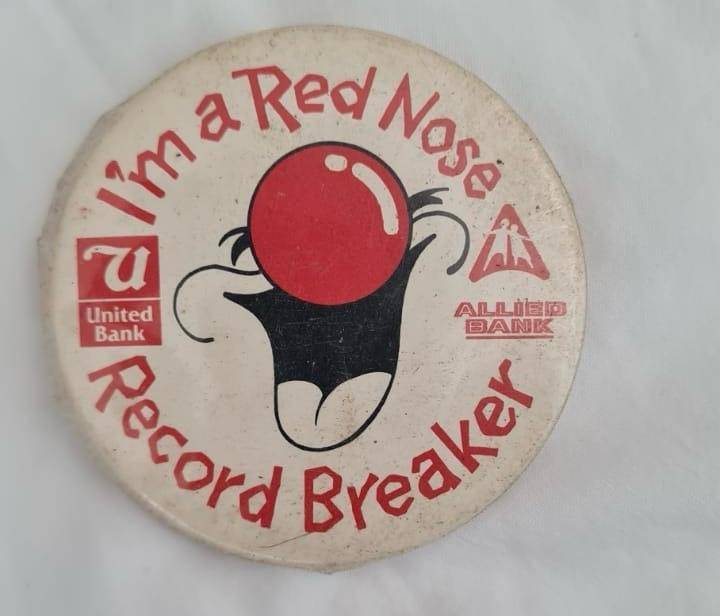 I'm a Red Nose
U
United
Bank
ALLIED
BANK
Record Breaker